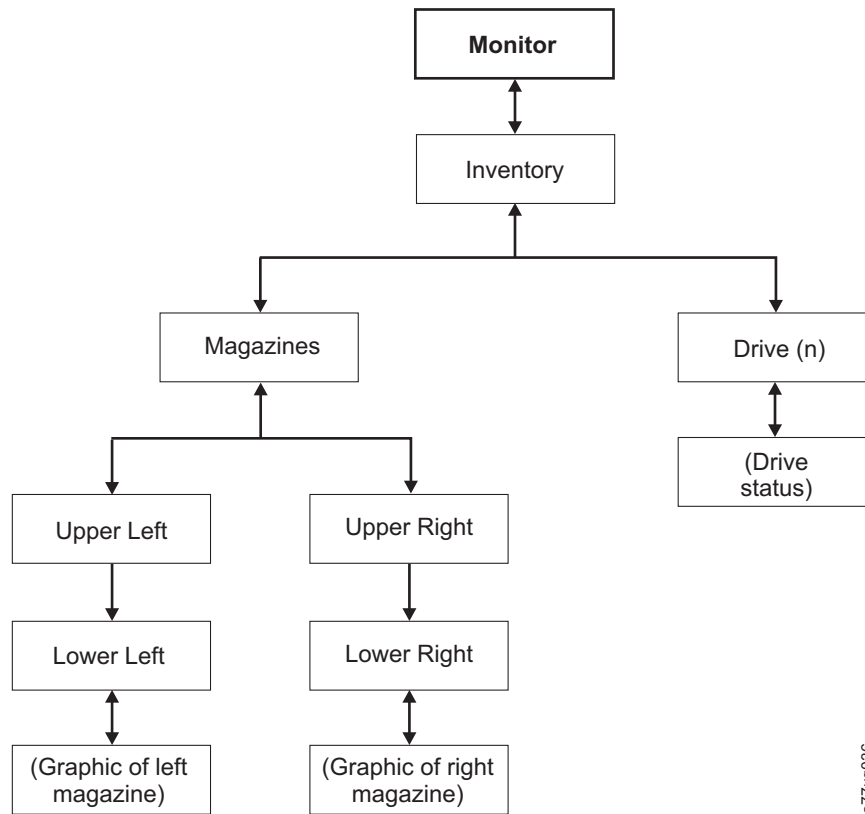 Monitor
Inventory
Magazines
Drive (n)
(Drive
status)
Upper Left
Upper Right
Lower Left
Lower Right
(Graphic of left
magazine)
(Graphic of right
magazine)